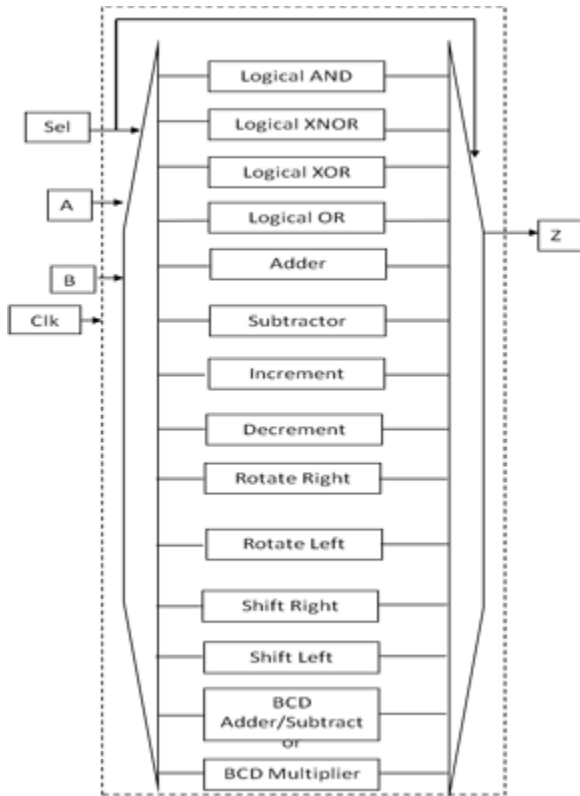 Logical AND
Sel
Logical XNOR
Logical XOR
A
Logical OR
Z
Adder
B
Clk
Subtractor
Increment
Decrement
Rotate Right
Rotate Left
Shift Right
Shift Left
BCD
Adder/Subtract
or
BCD Multiplier